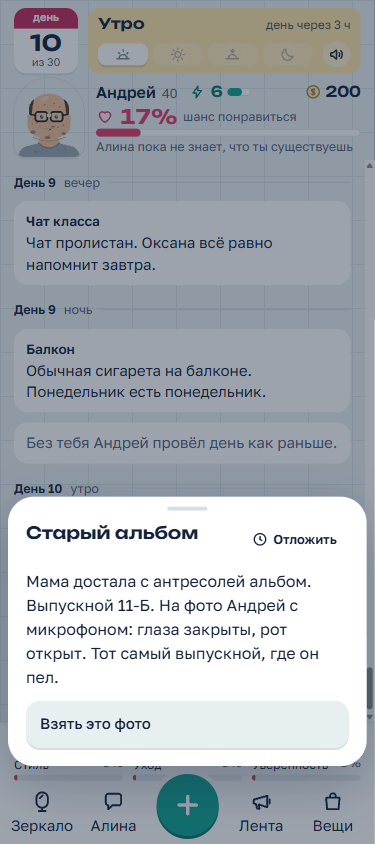 день
10
из 30
Утро
день через 3 ч
Андрей 40
6
200
17% шанс понравиться
Алина пока не знает, что ты существуешь
День 9 вечер
Чат класса
Чат пролистан. Оксана всё равно
напомнит завтра.
День 9 ночь
Балкон
Обычная сигарета на балконе.
Понедельник есть понедельник.
Без тебя Андрей провёл день как раньше.
День 10 утро
Старый альбом
Отложить
Мама достала с антресолей альбом.
Выпускной 11-Б. На фото Андрей с
микрофоном: глаза закрыты, рот
открыт. Тот самый выпускной, где он
пел.
Взять это фото
Стиль
Уход
Уверенность
Зеркало
Алина
Лента
Вещи